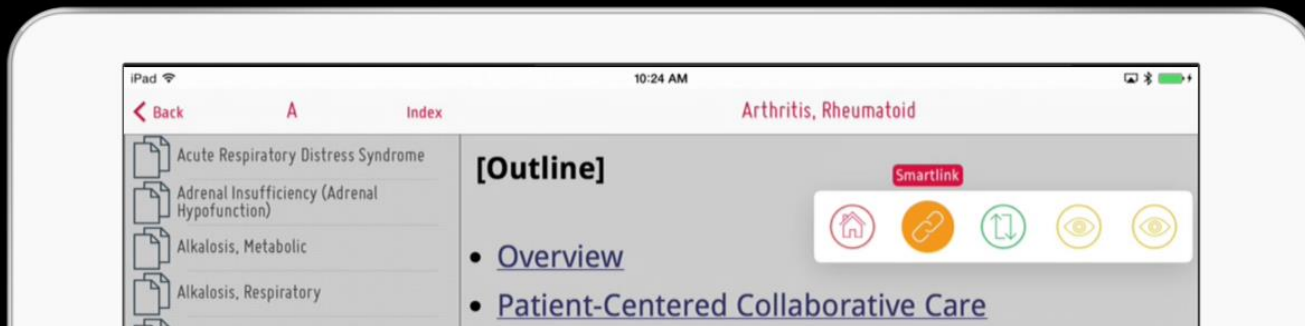 iPad
10:24 AM
Back
A
Index
Arthritis, Rheumatoid
Acute Respiratory Distress Syndrome
Adrenal Insufficiency (Adrenal
Hypofunction)
Alkalosis, Metabolic
Alkalosis, Respiratory
[Outline]
Smartlink
• Overview
• Patient-Centered Collaborative Care